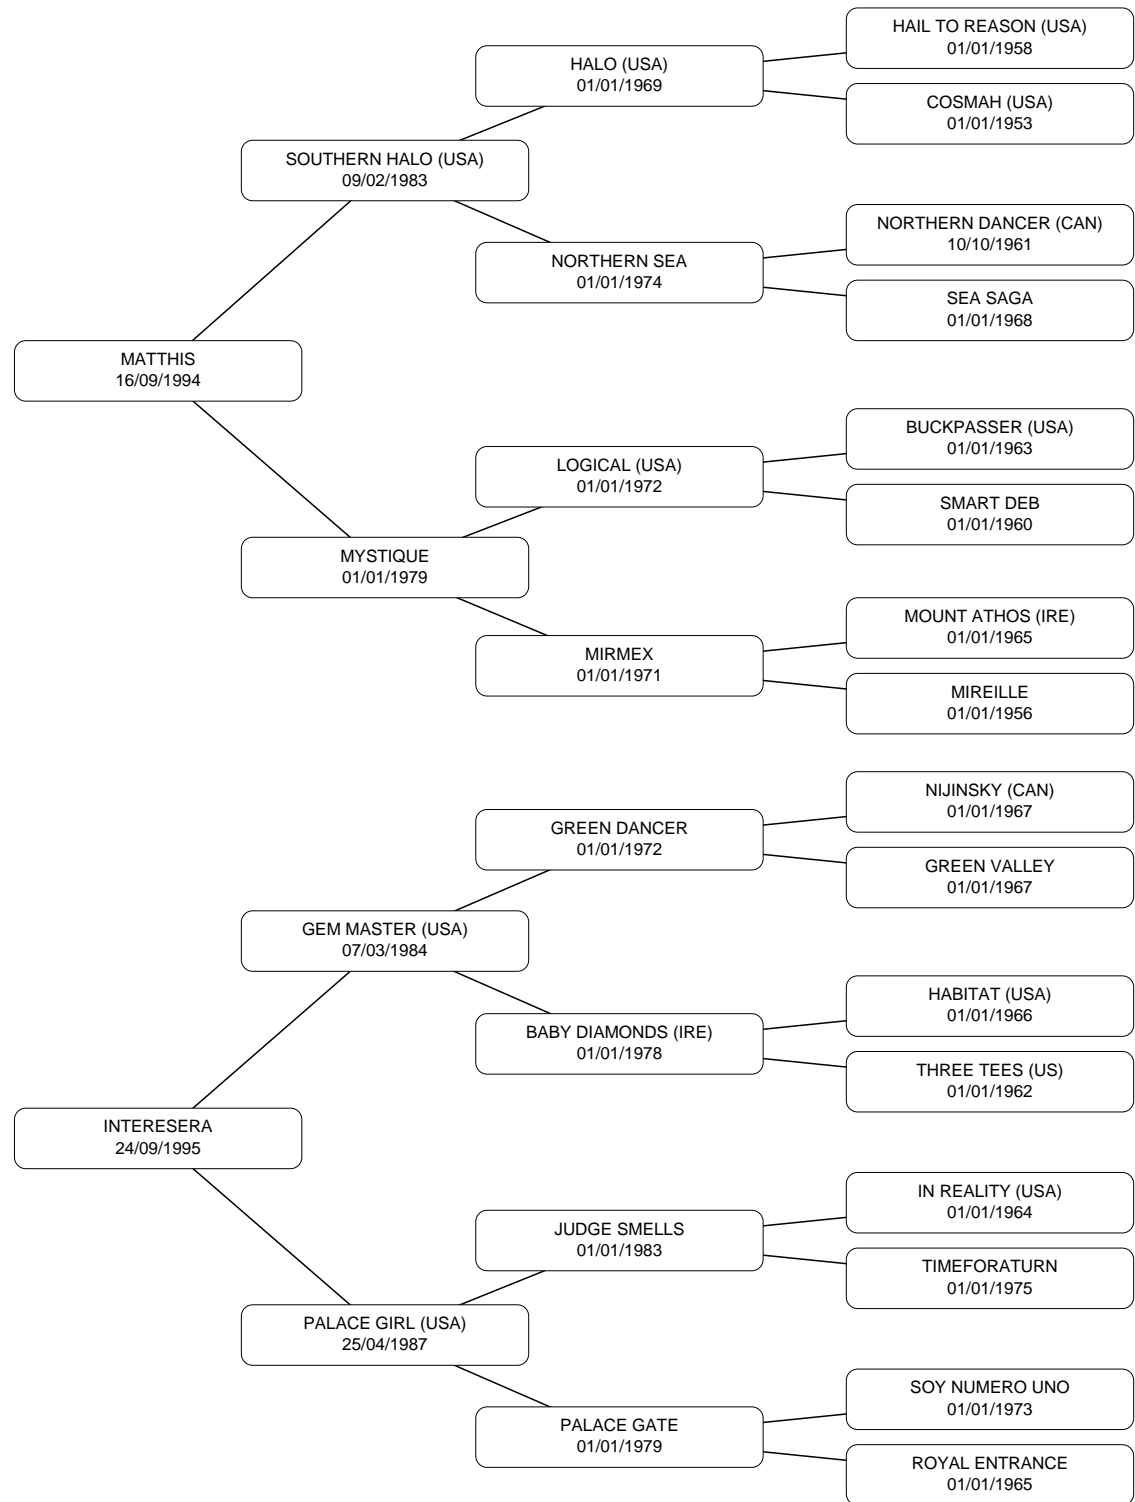 HAIL TO REASON (USA)
01/01/1958
HALO (USA)
01/01/1969
COSMAH (USA)
01/01/1953
SOUTHERN HALO (USA)
09/02/1983
NORTHERN DANCER (CAN)
10/10/1961
NORTHERN SEA
01/01/1974
SEA SAGA
01/01/1968
MATTHIS
16/09/1994
BUCKPASSER (USA)
01/01/1963
LOGICAL (USA)
01/01/1972
SMART DEB
01/01/1960
MYSTIQUE
01/01/1979
MOUNT ATHOS (IRE)
01/01/1965
MIRMEX
01/01/1971
MIREILLE
01/01/1956
NIJINSKY (CAN)
01/01/1967
GREEN DANCER
01/01/1972
GREEN VALLEY
01/01/1967
GEM MASTER (USA)
07/03/1984
HABITAT (USA)
01/01/1966
BABY DIAMONDS (IRE)
01/01/1978
THREE TEES (US)
01/01/1962
INTERESERA
24/09/1995
IN REALITY (USA)
01/01/1964
JUDGE SMELLS
01/01/1983
TIMEFORATURN
01/01/1975
PALACE GIRL (USA)
25/04/1987
SOY NUMERO UNO
01/01/1973
PALACE GATE
01/01/1979
ROYAL ENTRANCE
01/01/1965